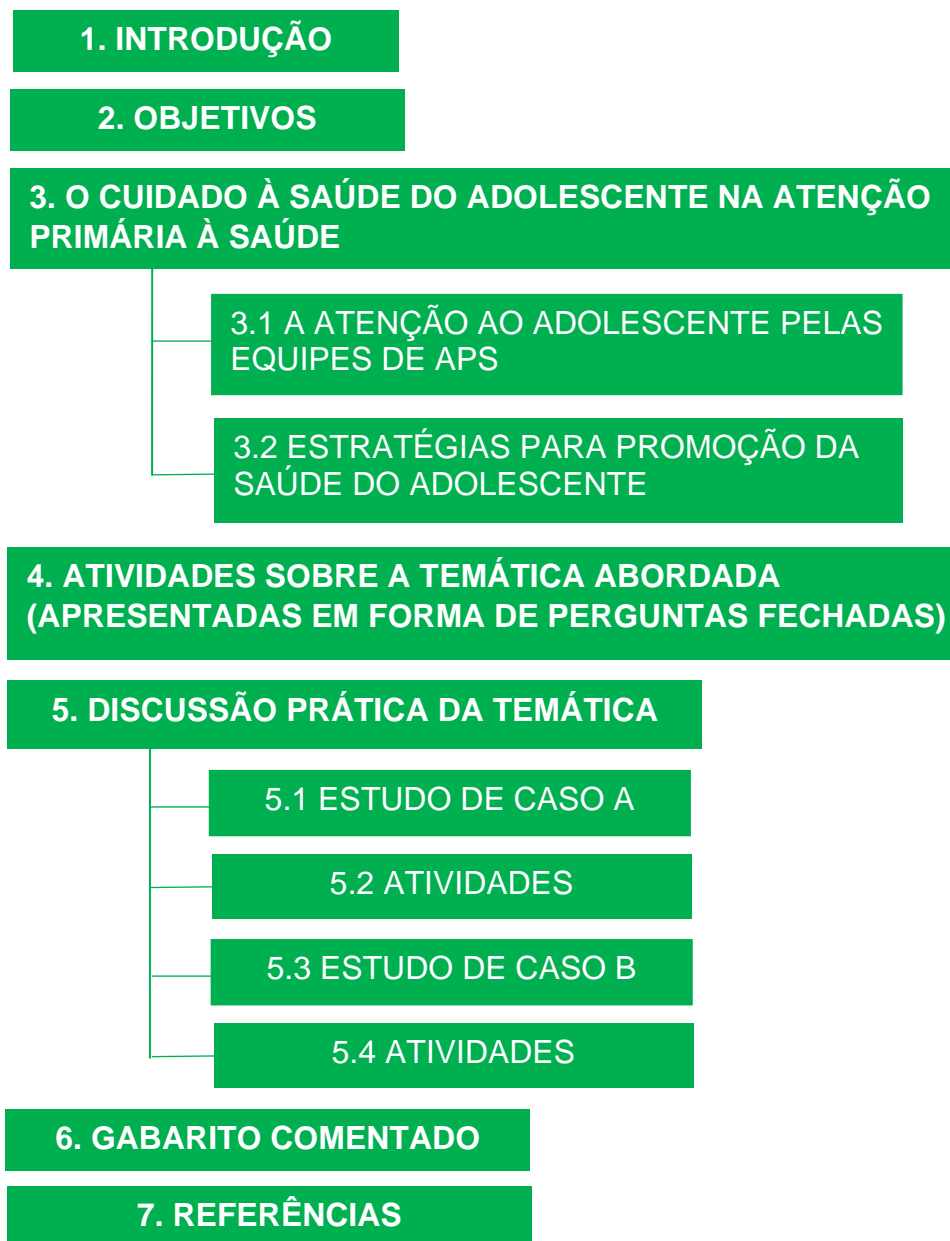 1. INTRODUÇÃO
2. OBJETIVOS
3. O CUIDADO À SAÚDE DO ADOLESCENTE NA ATENÇÃO
PRIMÁRIA À SAÚDE
3.1 A ATENÇÃO AO ADOLESCENTE PELAS
EQUIPES DE APS
3.2 ESTRATÉGIAS PARA PROMOÇÃO DA
SAÚDE DO ADOLESCENTE
4. ATIVIDADES SOBRE A TEMÁTICA ABORDADA
(APRESENTADAS EM FORMA DE PERGUNTAS FECHADAS)
5. DISCUSSÃO PRÁTICA DA TEMÁTICA
5.1 ESTUDO DE CASO A
5.2 ATIVIDADES
5.3 ESTUDO DE CASO B
5.4 ATIVIDADES
6. GABARITO COMENTADO
7. REFERÊNCIAS